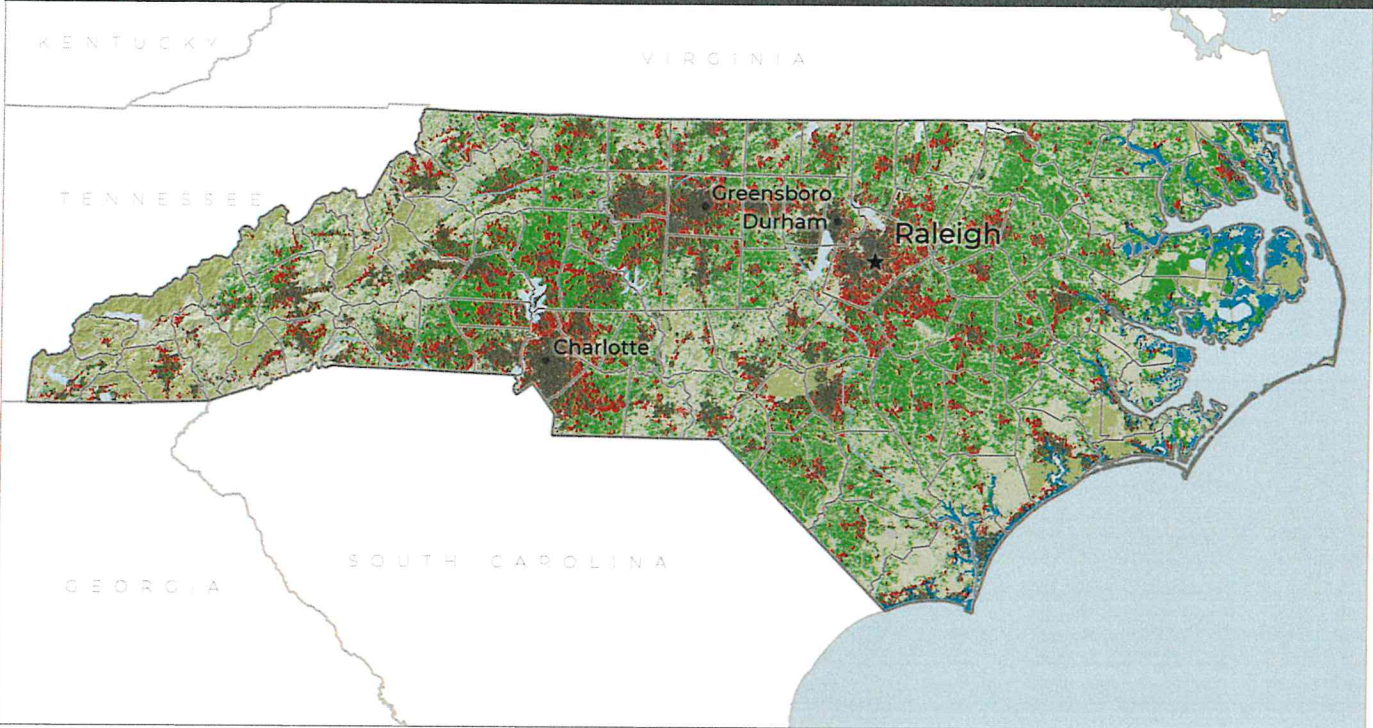 KENTUCKY
VIRGINIA
TENNESSEE
Greensboro
Durham
Raleigh
Charlotte
SOUTH CAROLINA
GEORGIA